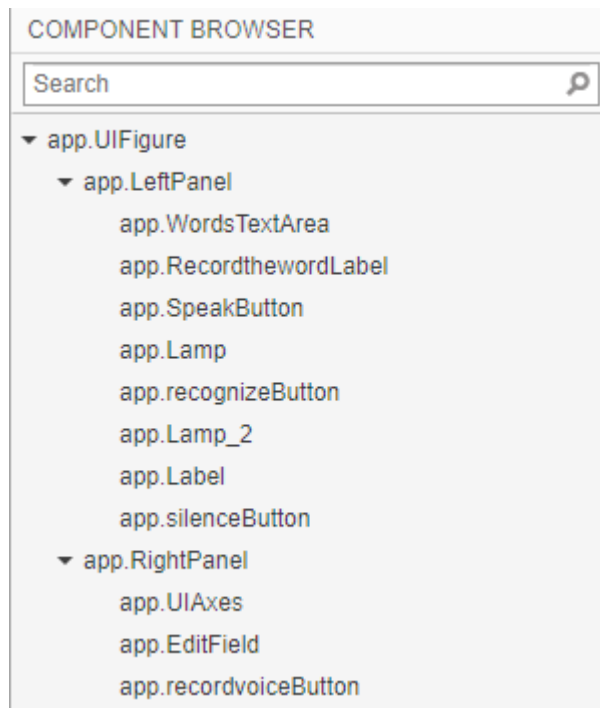 COMPONENT BROWSER
Search
app.UIFigure
app.LeftPanel
app.WordsTextArea
app.RecordthewordLabel
app.SpeakButton
app.Lamp
app.recognizeButton
app.Lamp_2
app.Label
app.silenceButton
app.RightPanel
app.UIAxes
app.EditField
app.recordvoiceButton